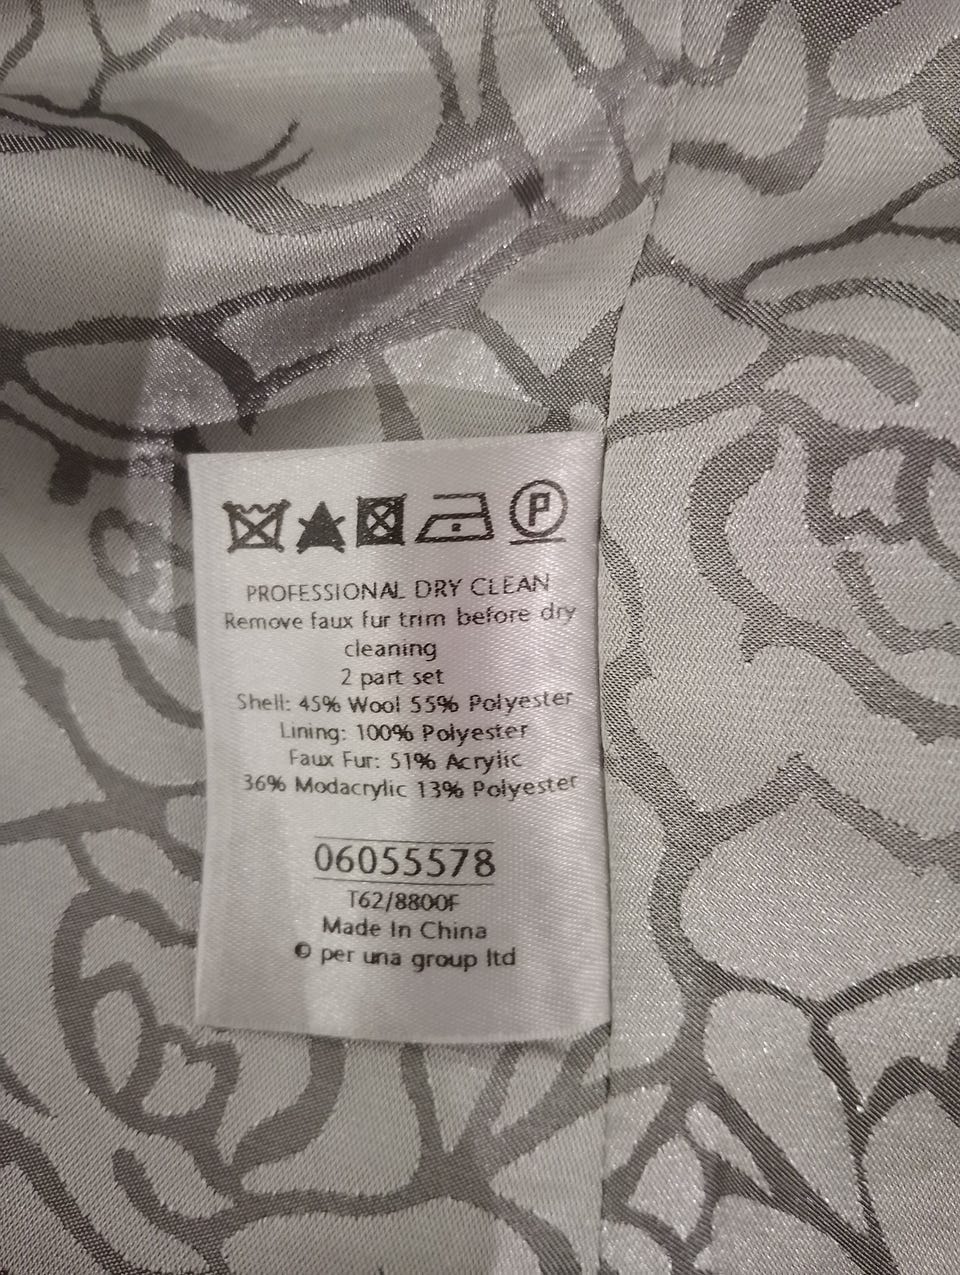 P
PROFESSIONAL DRY CLEAN
Remove faux fur trim before dry
cleaning
2 part set
Shell: 45% Wool 55% Polyester
Lining: 100% Polyester
Faux Fur: 51% Acrylic
36% Modacrylic 13% Polyester
06055578
T62/8800F
Made In China
© per una group ltd